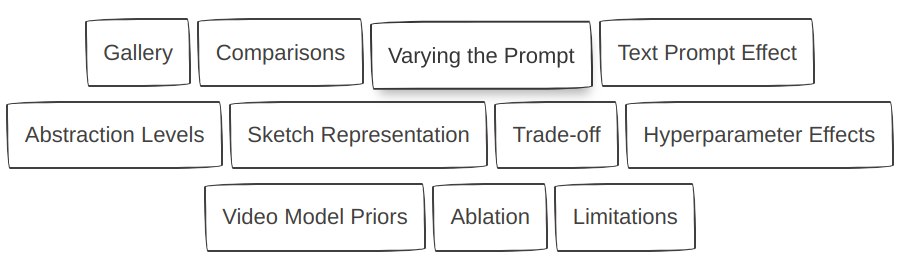 Gallery Comparisons Varying the Prompt Text Prompt Effect
Abstraction Levels Sketch Representation Trade-off Hyperparameter Effects
Video Model Priors Ablation Limitations